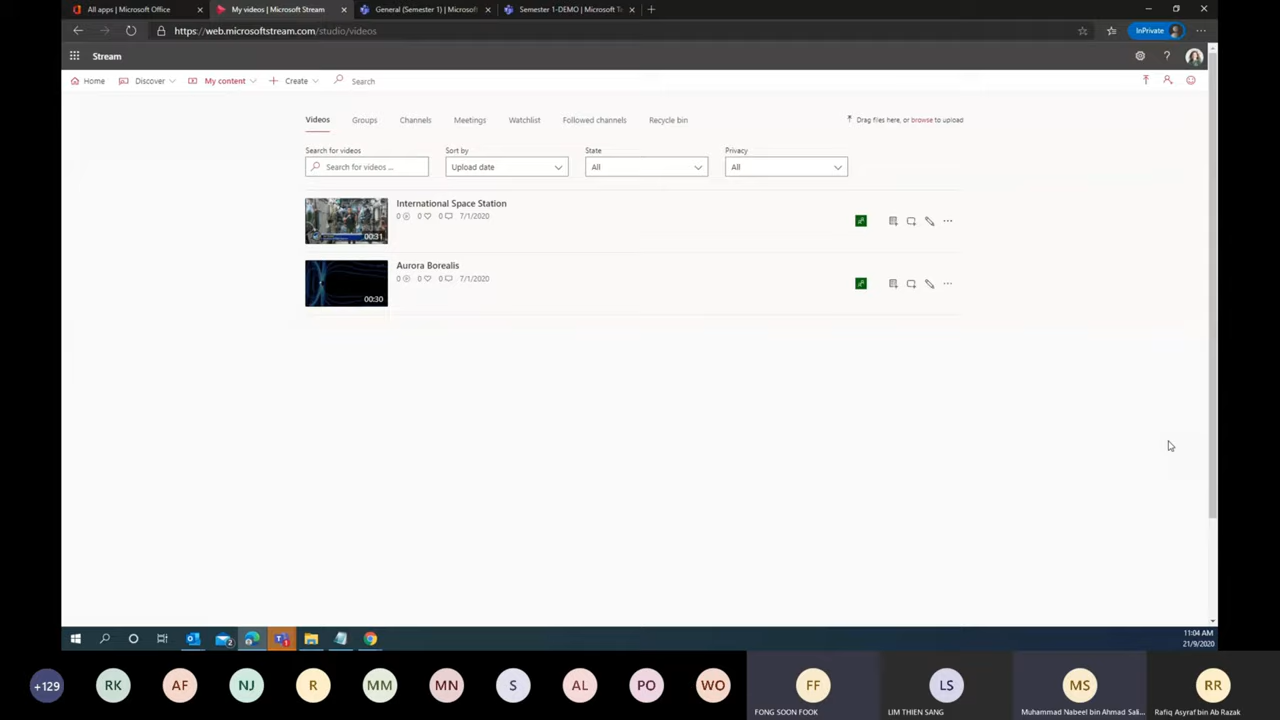 All apps | Microsoft Office
My videos | Microsoft Stream
General (Semester 1) | Microsoft
Semester 1-DEMO | Microsoft Te
https://web.microsoftstream.com/studio/videos
InPrivate
Stream
Home
Discover
My content
Create
Search
Videos
Groups
Channels
Meetings
Watchlist
Followed channels
Recycle bin
Drag files here, or browse to upload
Search for videos
Sort by
State
Privacy
Search for videos ...
Upload date
All
All
International Space Station
0 0 0 7/1/2020
00:31
Aurora Borealis
0 0 0 7/1/2020
00:30
11:04 AM
21/9/2020
+129
RK
AF
NJ
R
MM
MN
S
AL
PO
WO
FF
LS
MS
RR
FONG SOON FOOK
LIM THIEN SANG
Muhammad Nabeel bin Ahmad Sali...
Rafiq Asyraf bin Ab Razak